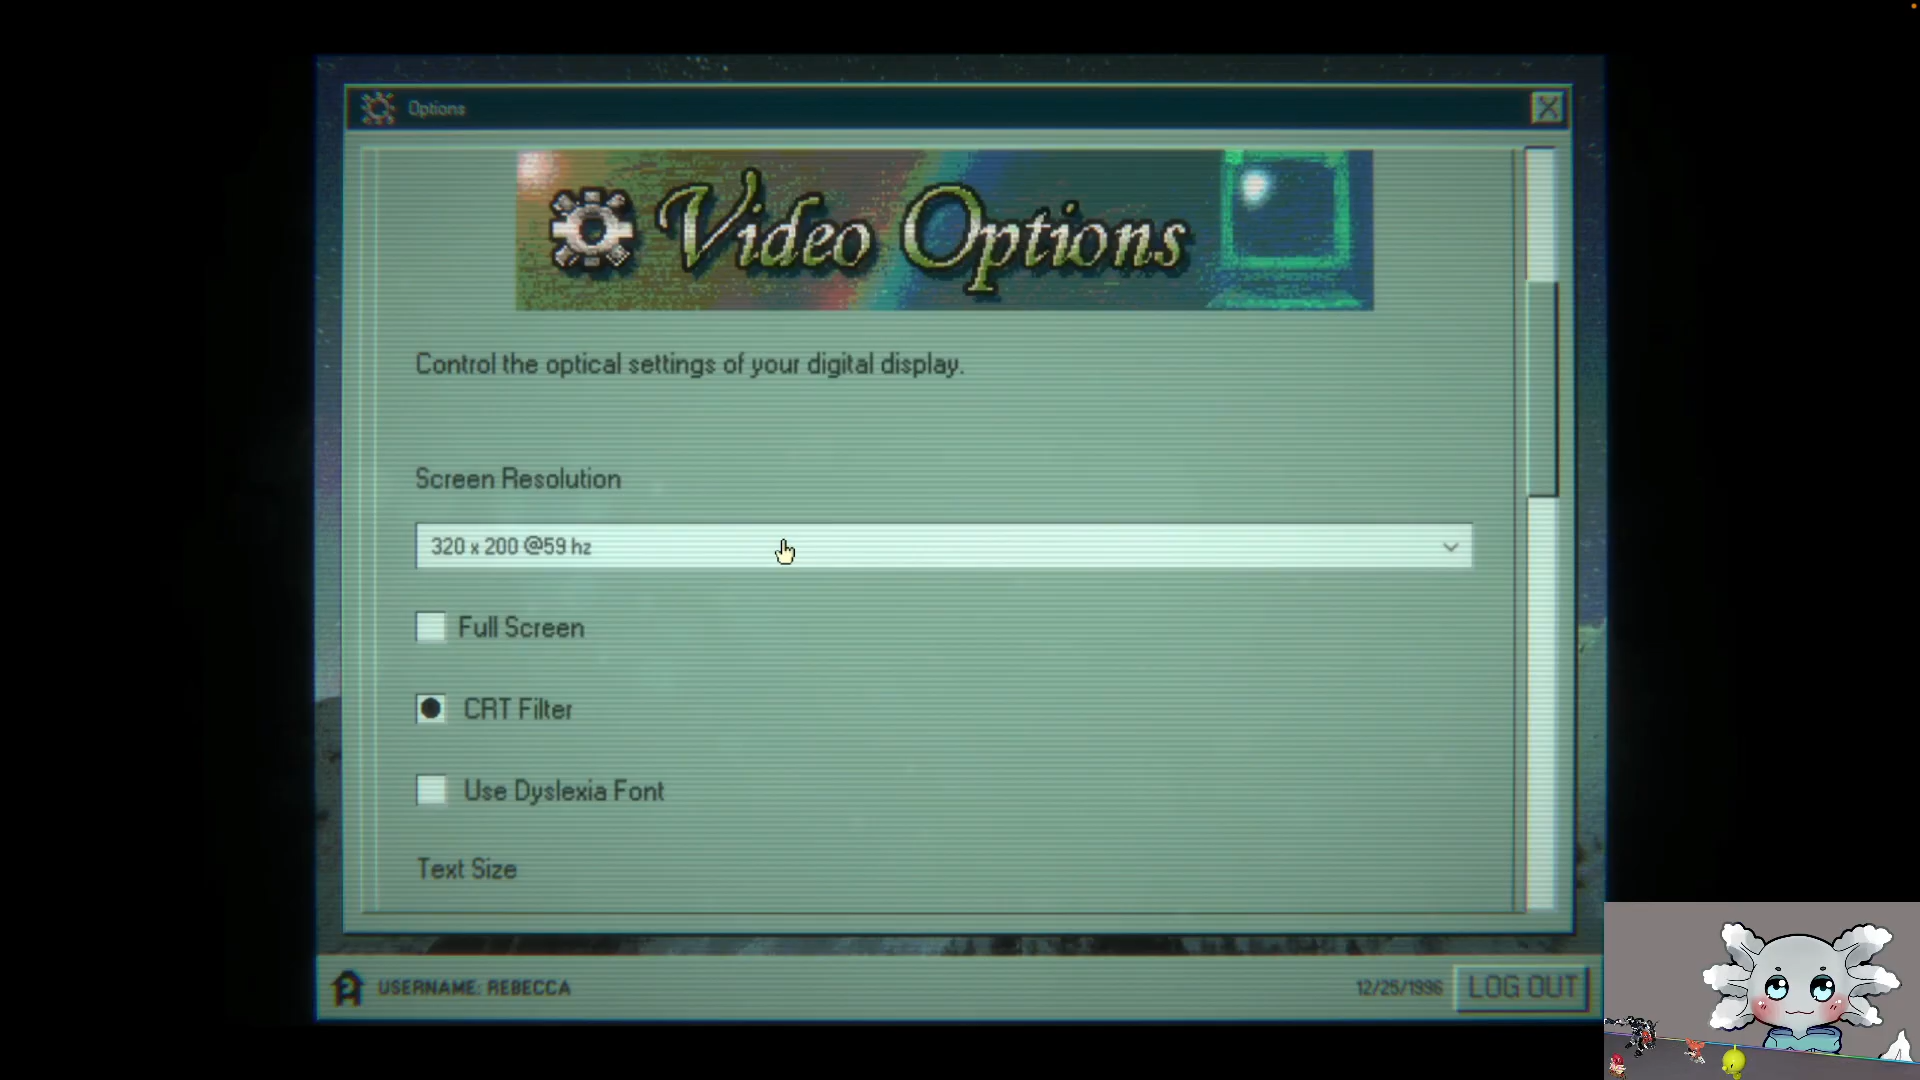 Options
Video Options
Control the optical settings of your digital display.
Screen Resolution
320 x 200 @59 hz
Full Screen
CRT Filter
Use Dyslexia Font
Text Size
USERNAME: REBECCA
12/25/1996
LOG OUT